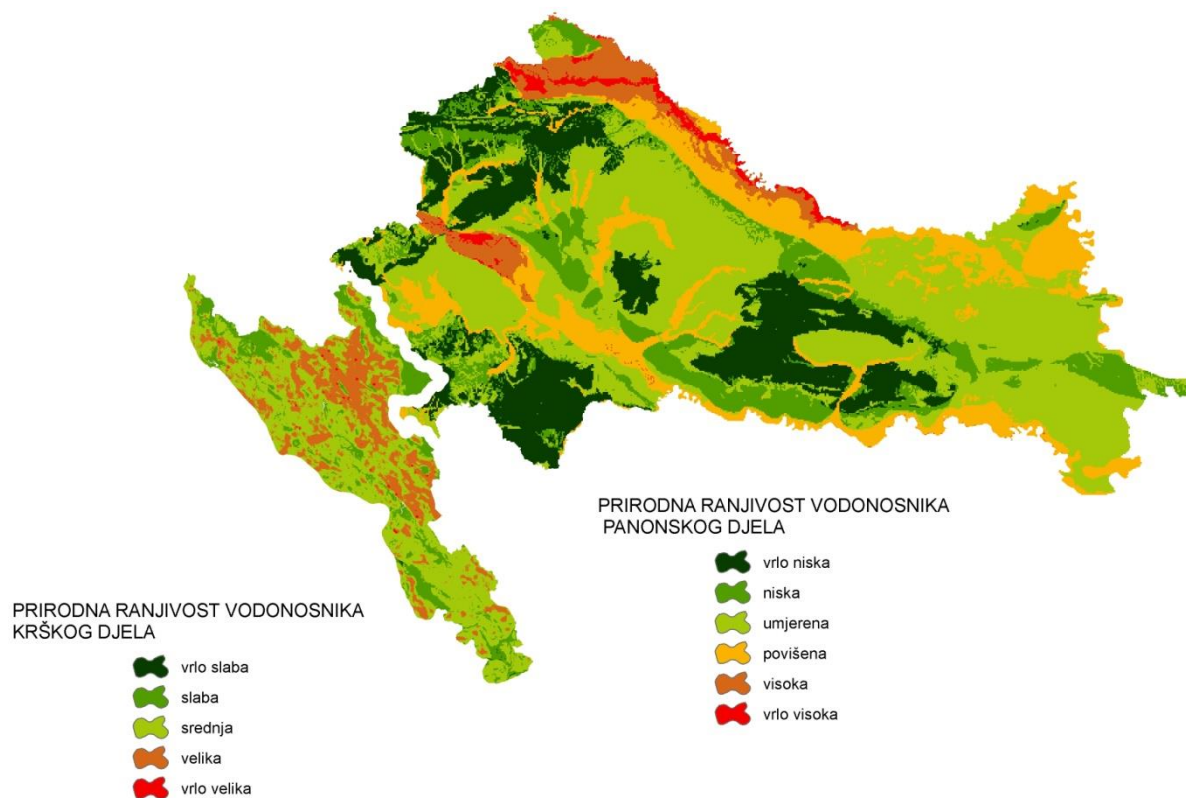 PRIRODNA RANJIVOST VODONOSNIKA
PANONSKOG DJELA
vrlo niska
niska
umjerena
povišena
visoka
vrlo visoka
PRIRODNA RANJIVOST VODONOSNIKA
KRŠKOG DJELA
vrlo slaba
slaba
srednja
velika
vrlo velika